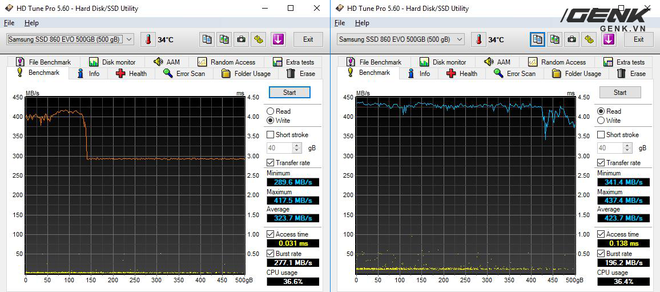 HD Tune Pro 5.60 - Hard Disk/SSD Utility
File Help
Samsung SSD 860 EVO 500GB (500 gB)
34°C
Exit
File Benchmark Disk monitor AAM Random Access Extra tests
Benchmark Info Health Error Scan Folder Usage Erase
MB/s ms
450 4.50
400 4.00
350 3.50
300 3.00
250 2.50
200 2.00
150 1.50
100 1.00
50 0.50
0 50 100 150 200 250 300 350 400 450 500gB
Start
Read
Write
Short stroke
40 gB
Transfer rate
Minimum
289.6 MB/s
Maximum
417.5 MB/s
Average
323.7 MB/s
Access time
0.031 ms
Burst rate
277.1 MB/s
CPU usage
36.6%
HD Tune Pro 5.60 - Hard Disk/SSD Utility
GENK
GENK.VN
File Help
Samsung SSD 860 EVO 500GB (500 gB)
34°C
Exit
File Benchmark Disk monitor AAM Random Access Extra tests
Benchmark Info Health Error Scan Folder Usage Erase
MB/s ms
450 4.50
400 4.00
350 3.50
300 3.00
250 2.50
200 2.00
150 1.50
100 1.00
50 0.50
0 50 100 150 200 250 300 350 400 450 500gB
Start
Read
Write
Short stroke
40 gB
Transfer rate
Minimum
341.4 MB/s
Maximum
437.4 MB/s
Average
423.7 MB/s
Access time
0.138 ms
Burst rate
196.2 MB/s
CPU usage
36.4%